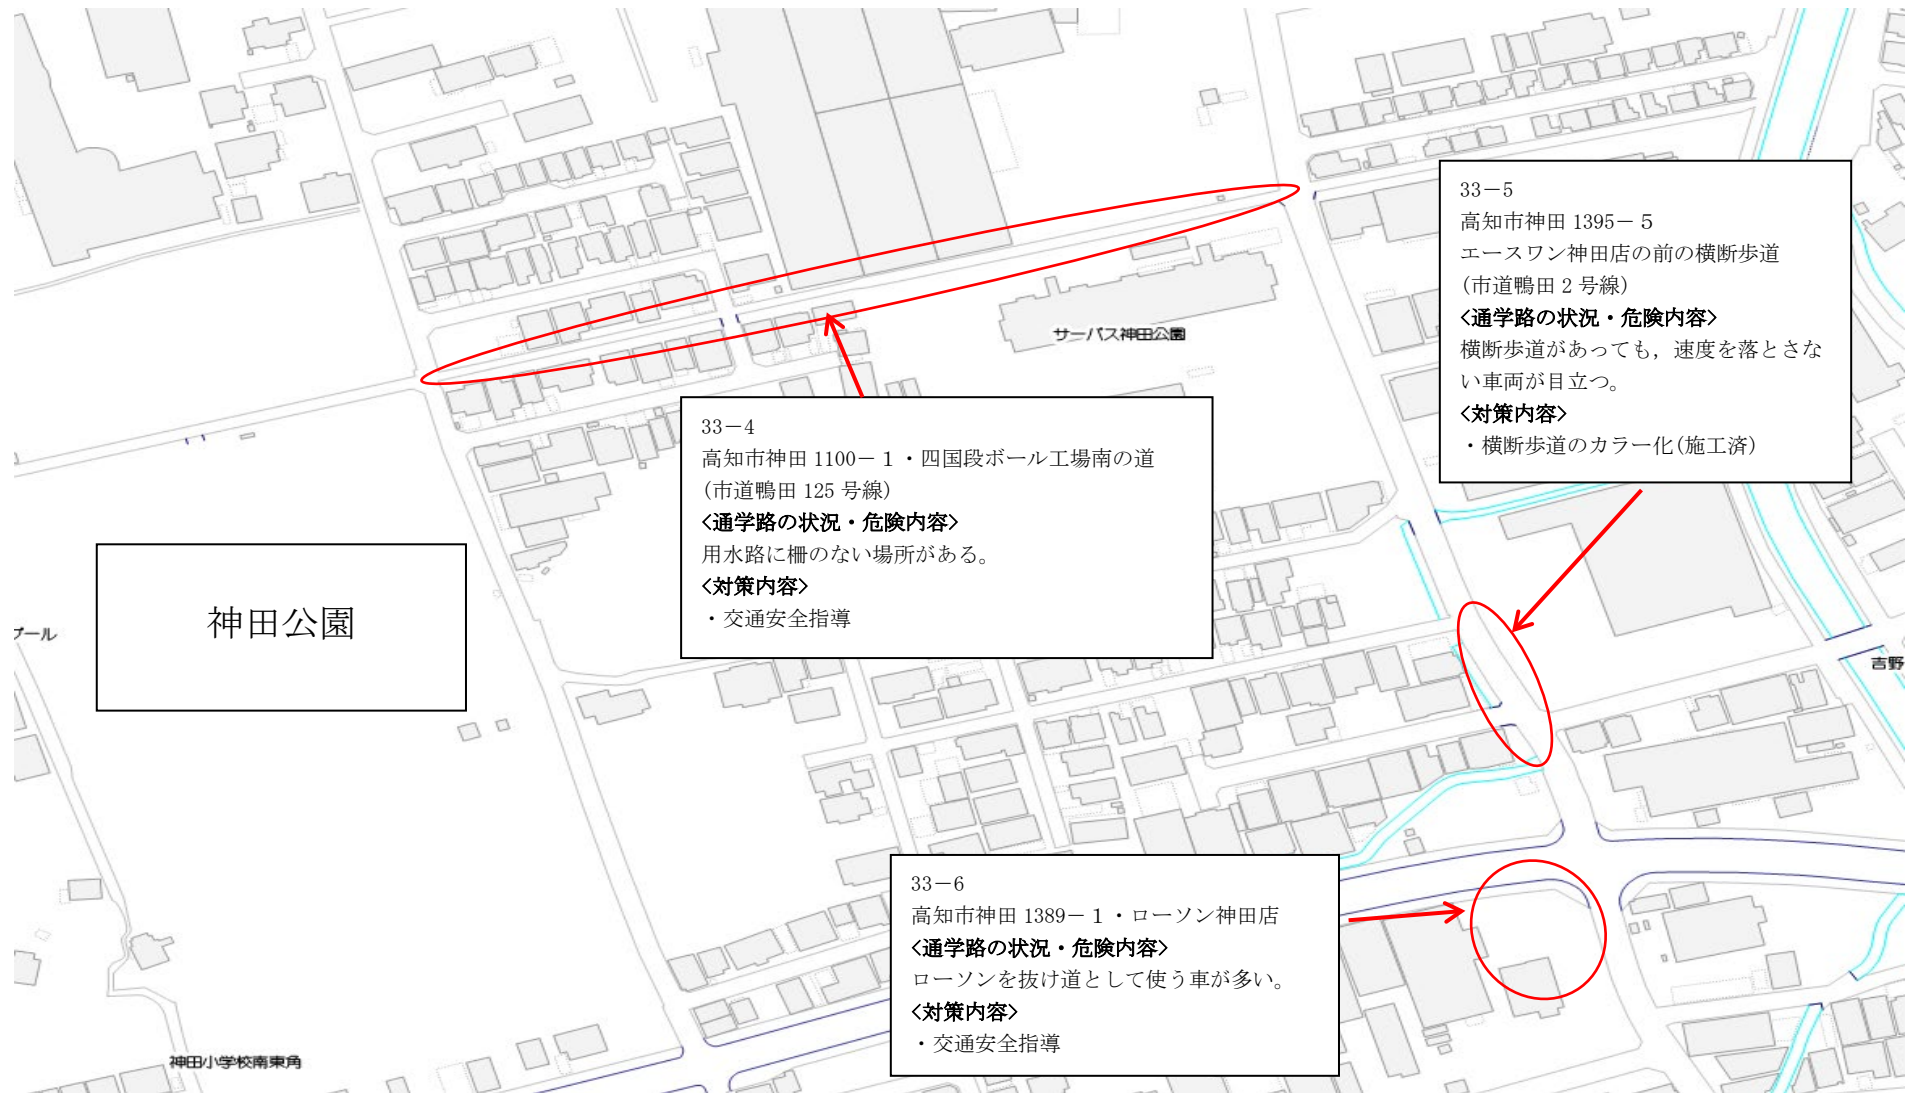 33－5
高知市神田 1395－５
エースワン神田店の前の横断歩道
(市道鴨田 2 号線)
<通学路の状況・危険内容>
横断歩道があっても，速度を落とさな
い車両が目立つ。
<対策内容>
・横断歩道のカラー化(施工済)
サーパス神田公園
33－4
高知市神田 1100－１・四国段ボール工場南の道
(市道鴨田 125 号線)
<通学路の状況・危険内容>
用水路に柵のない場所がある。
<対策内容>
・交通安全指導
神田公園
プール
吉野
33－6
高知市神田 1389－１・ローソン神田店
<通学路の状況・危険内容>
ローソンを抜け道として使う車が多い。
<対策内容>
・交通安全指導
神田小学校南東角